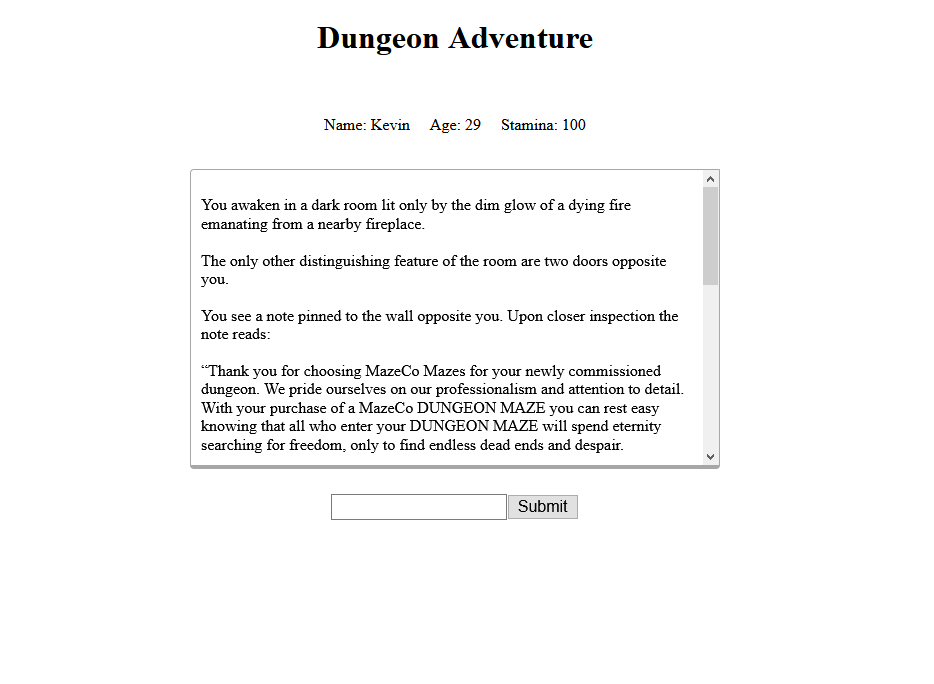 Dungeon Adventure
Name: Kevin Age: 29 Stamina: 100
You awaken in a dark room lit only by the dim glow of a dying fire
emanating from a nearby fireplace.
The only other distinguishing feature of the room are two doors opposite
you.
You see a note pinned to the wall opposite you. Upon closer inspection the
note reads:
“Thank you for choosing MazeCo Mazes for your newly commissioned
dungeon. We pride ourselves on our professionalism and attention to detail.
With your purchase of a MazeCo DUNGEON MAZE you can rest easy
knowing that all who enter your DUNGEON MAZE will spend eternity
searching for freedom, only to find endless dead ends and despair.
Submit